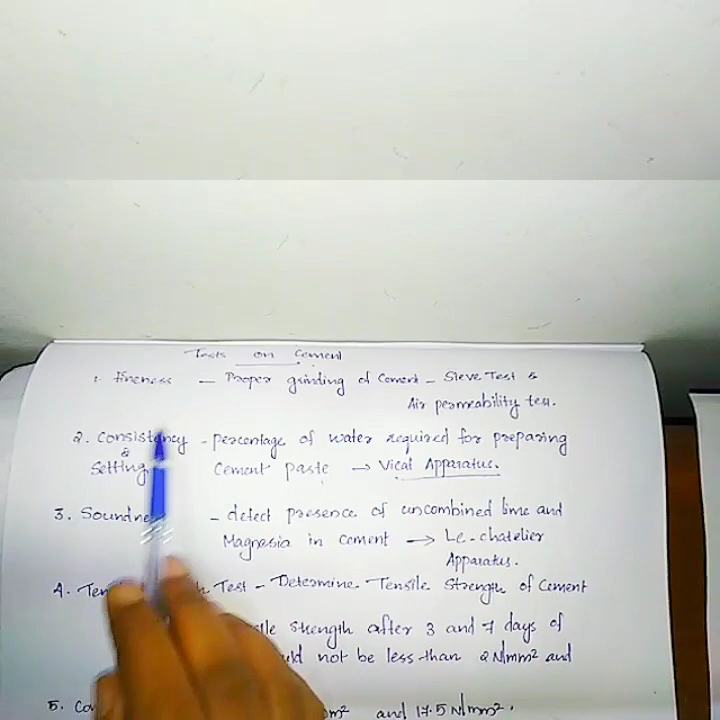 Tests on Cement
1. Fineness – Proper grinding of Cement – Sieve Test &
Air permeability test.
2. Consistency – percentage of water required for preparing
& Setting Cement paste → Vicat Apparatus.
3. Soundne – detect presence of uncombined lime and
Magnesia in cement → Le-chatelier
Apparatus.
4. Ten Test – Determine Tensile Strength of Cement
strength after 3 and 7 days of
not be less than 2 N/mm² and
5. and 17.5 N/mm².